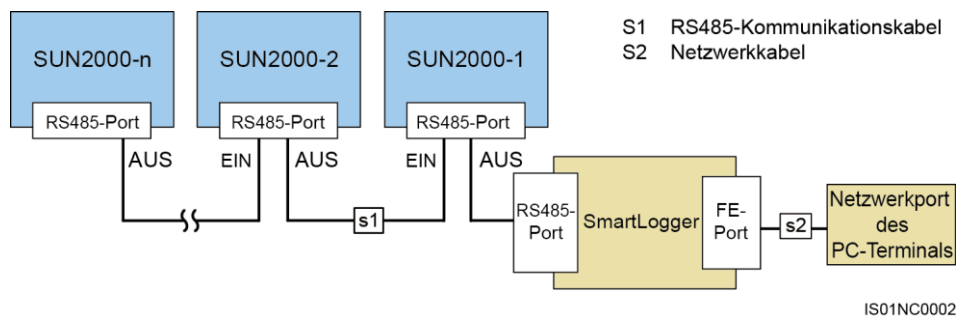 SUN2000-n
SUN2000-2
SUN2000-1
S1 RS485-Kommunikationskabel
S2 Netzwerkkabel
RS485-Port
RS485-Port
RS485-Port
AUS
EIN
AUS
EIN
AUS
s1
RS485-
Port
SmartLogger
FE-
Port
s2
Netzwerkport
des
PC-Terminals
IS01NC0002